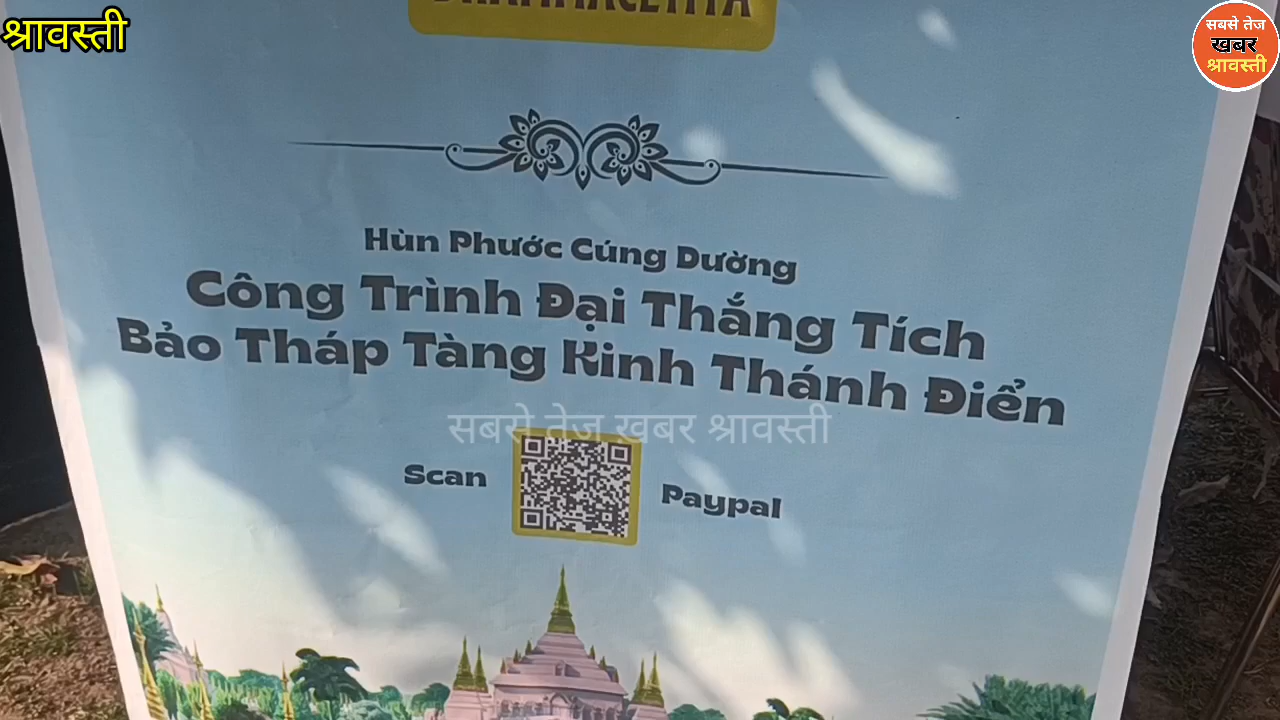 श्रावस्ती
सबसे तेज
खबर
श्रावस्ती
Hùn Phước Cúng Dường
Công Trình Đại Thắng Tích
Bảo Tháp Tàng Kinh Thánh Điển
सबसे तेज खबर श्रावस्ती
Scan
Paypal